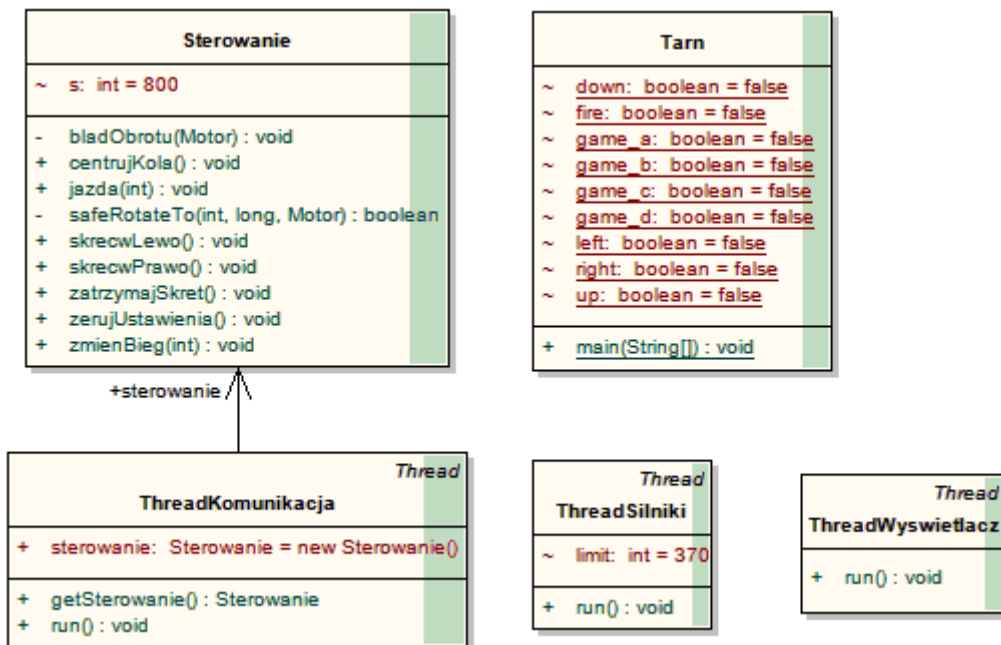 Sterowanie
~ s: int = 800
- bladObrotu(Motor) : void
+ centrujKola() : void
+ jazda(int) : void
- safeRotateTo(int, long, Motor) : boolean
+ skrecwLewo() : void
+ skrecwPrawo() : void
+ zatrzymajSkret() : void
+ zerujUstawienia() : void
+ zmienBieg(int) : void
Tarn
~ down: boolean = false
~ fire: boolean = false
~ game_a: boolean = false
~ game_b: boolean = false
~ game_c: boolean = false
~ game_d: boolean = false
~ left: boolean = false
~ right: boolean = false
~ up: boolean = false
+ main(String[]) : void
+sterowanie
Thread
ThreadKomunikacja
+ sterowanie: Sterowanie = new Sterowanie()
+ getSterowanie() : Sterowanie
+ run() : void
Thread
ThreadSilniki
~ limit: int = 370
+ run() : void
Thread
ThreadWyswietlacz
+ run() : void